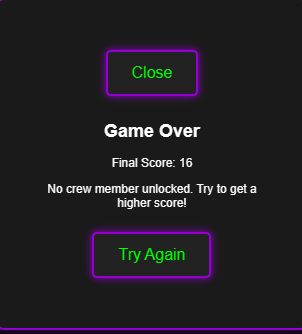 Close
Game Over
Final Score: 16
No crew member unlocked. Try to get a
higher score!
Try Again